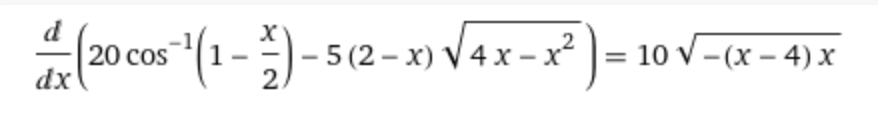 d/dx(20 cos⁻¹(1 − x/2) − 5 (2 − x) √(4 x − x²)) = 10 √(−(x − 4) x)